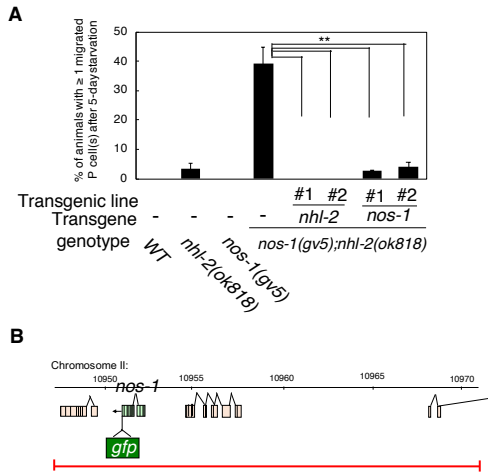 A
% of animals with ≥ 1 migrated
P cell(s) after 5-day starvation
50
40
30
20
10
0
**
Transgenic line
#1 #2 #1 #2
Transgene
- - - - nhl-2 nos-1
genotype
WT
nhl-2(ok818)
nos-1(gv5)
nos-1(gv5);nhl-2(ok818)
B
Chromosome II:
10950 10955 10960 10965 10970
nos-1
gfp